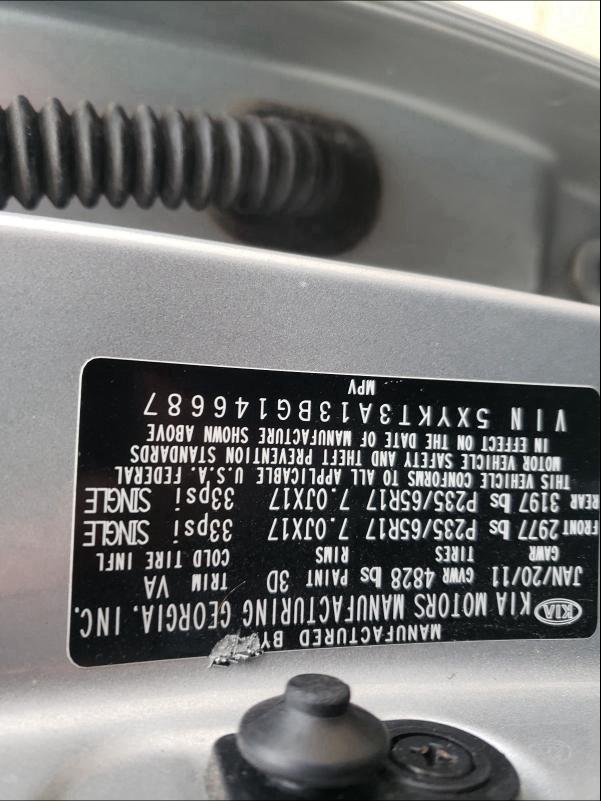 MANUFACTURED BY
KIA KIA MOTORS MANUFACTURING GEORGIA, INC.
JAN/20/11 GVWR 4828 lbs PAINT 3D TRIM VA
GAWR TIRES RIMS COLD TIRE INFL
FRONT 2977 lbs P235/65R17 7.0JX17 33psi SINGLE
REAR 3197 lbs P235/65R17 7.0JX17 33psi SINGLE
THIS VEHICLE CONFORMS TO ALL APPLICABLE U.S.A. FEDERAL
MOTOR VEHICLE SAFETY AND THEFT PREVENTION STANDARDS
IN EFFECT ON THE DATE OF MANUFACTURE SHOWN ABOVE
VIN 5XYKT3A13BG146687
MPV